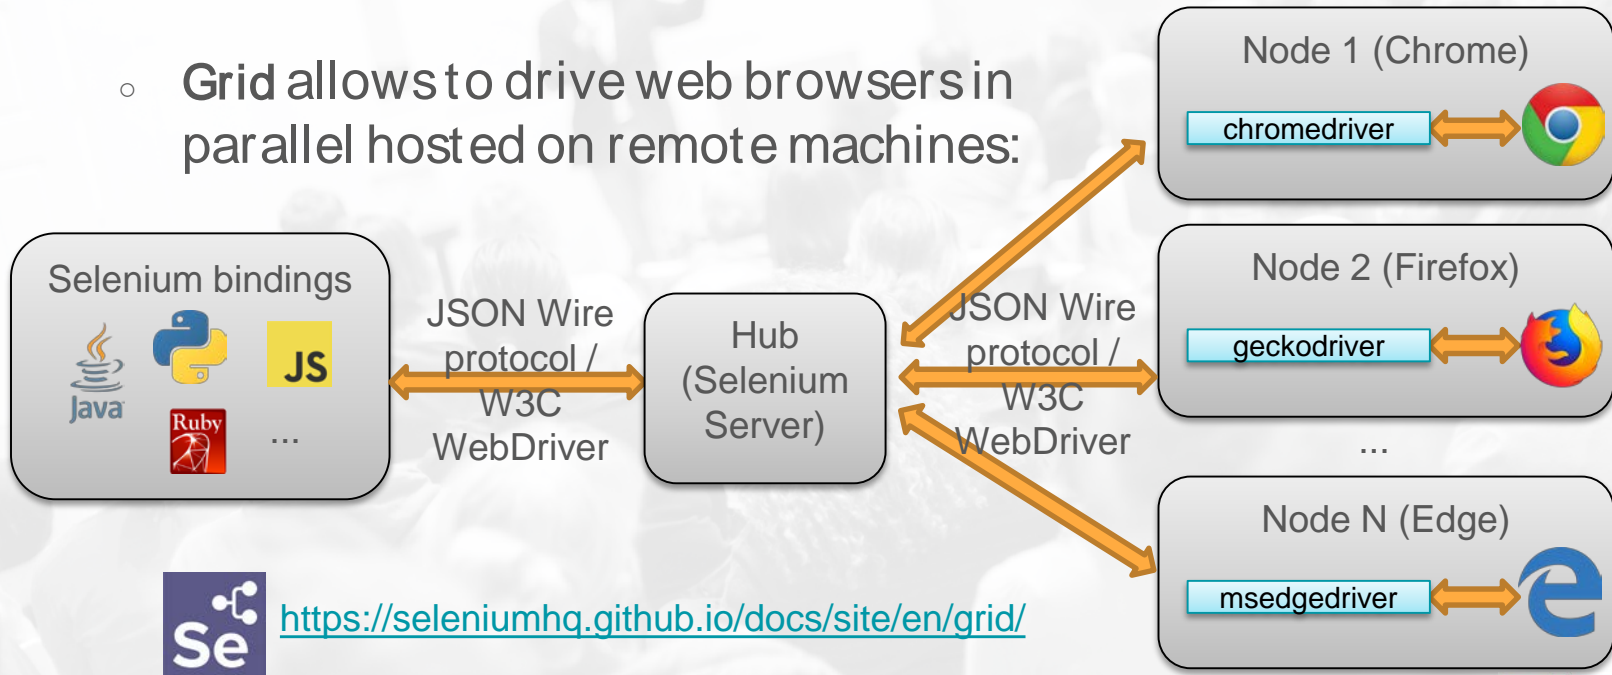 Grid allows to drive web browsers in
parallel hosted on remote machines:
Selenium bindings
Java
JS
Ruby
...
JSON Wire
protocol /
W3C
WebDriver
Hub
(Selenium
Server)
JSON Wire
protocol /
W3C
WebDriver
Node 1 (Chrome)
chromedriver
Node 2 (Firefox)
geckodriver
...
Node N (Edge)
msedgedriver
Se
https://seleniumhq.github.io/docs/site/en/grid/